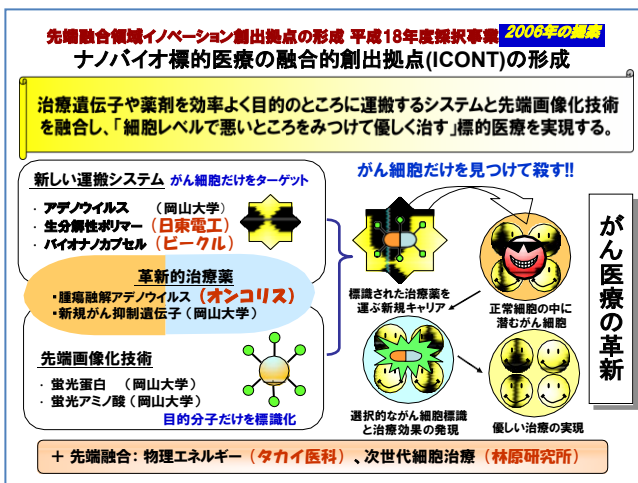 先端融合領域イノベーション創出拠点の形成 平成18年度採択事業
2006年の提案
ナノバイオ標的医療の融合的創出拠点(ICONT)の形成
治療遺伝子や薬剤を効率よく目的のところに運搬するシステムと先端画像化技術
を融合し、「細胞レベルで悪いところをみつけて優しく治す」標的医療を実現する。
新しい運搬システム がん細胞だけをターゲット
・ アデノウイルス (岡山大学)
・ 生分解性ポリマー (日東電工)
・ バイオナノカプセル (ビークル)
革新的治療薬
・腫瘍融解アデノウイルス (オンコリス)
・新規がん抑制遺伝子(岡山大学)
先端画像化技術
・ 蛍光蛋白 (岡山大学)
・ 蛍光アミノ酸(岡山大学)
目的分子だけを標識化
がん細胞だけを見つけて殺す!!
標識された治療薬を
運ぶ新規キャリア
正常細胞の中に
潜むがん細胞
選択的ながん細胞標識
と治療効果の発現
優しい治療の実現
がん医療の革新
+ 先端融合: 物理エネルギー(タカイ医科)、次世代細胞治療(林原研究所)